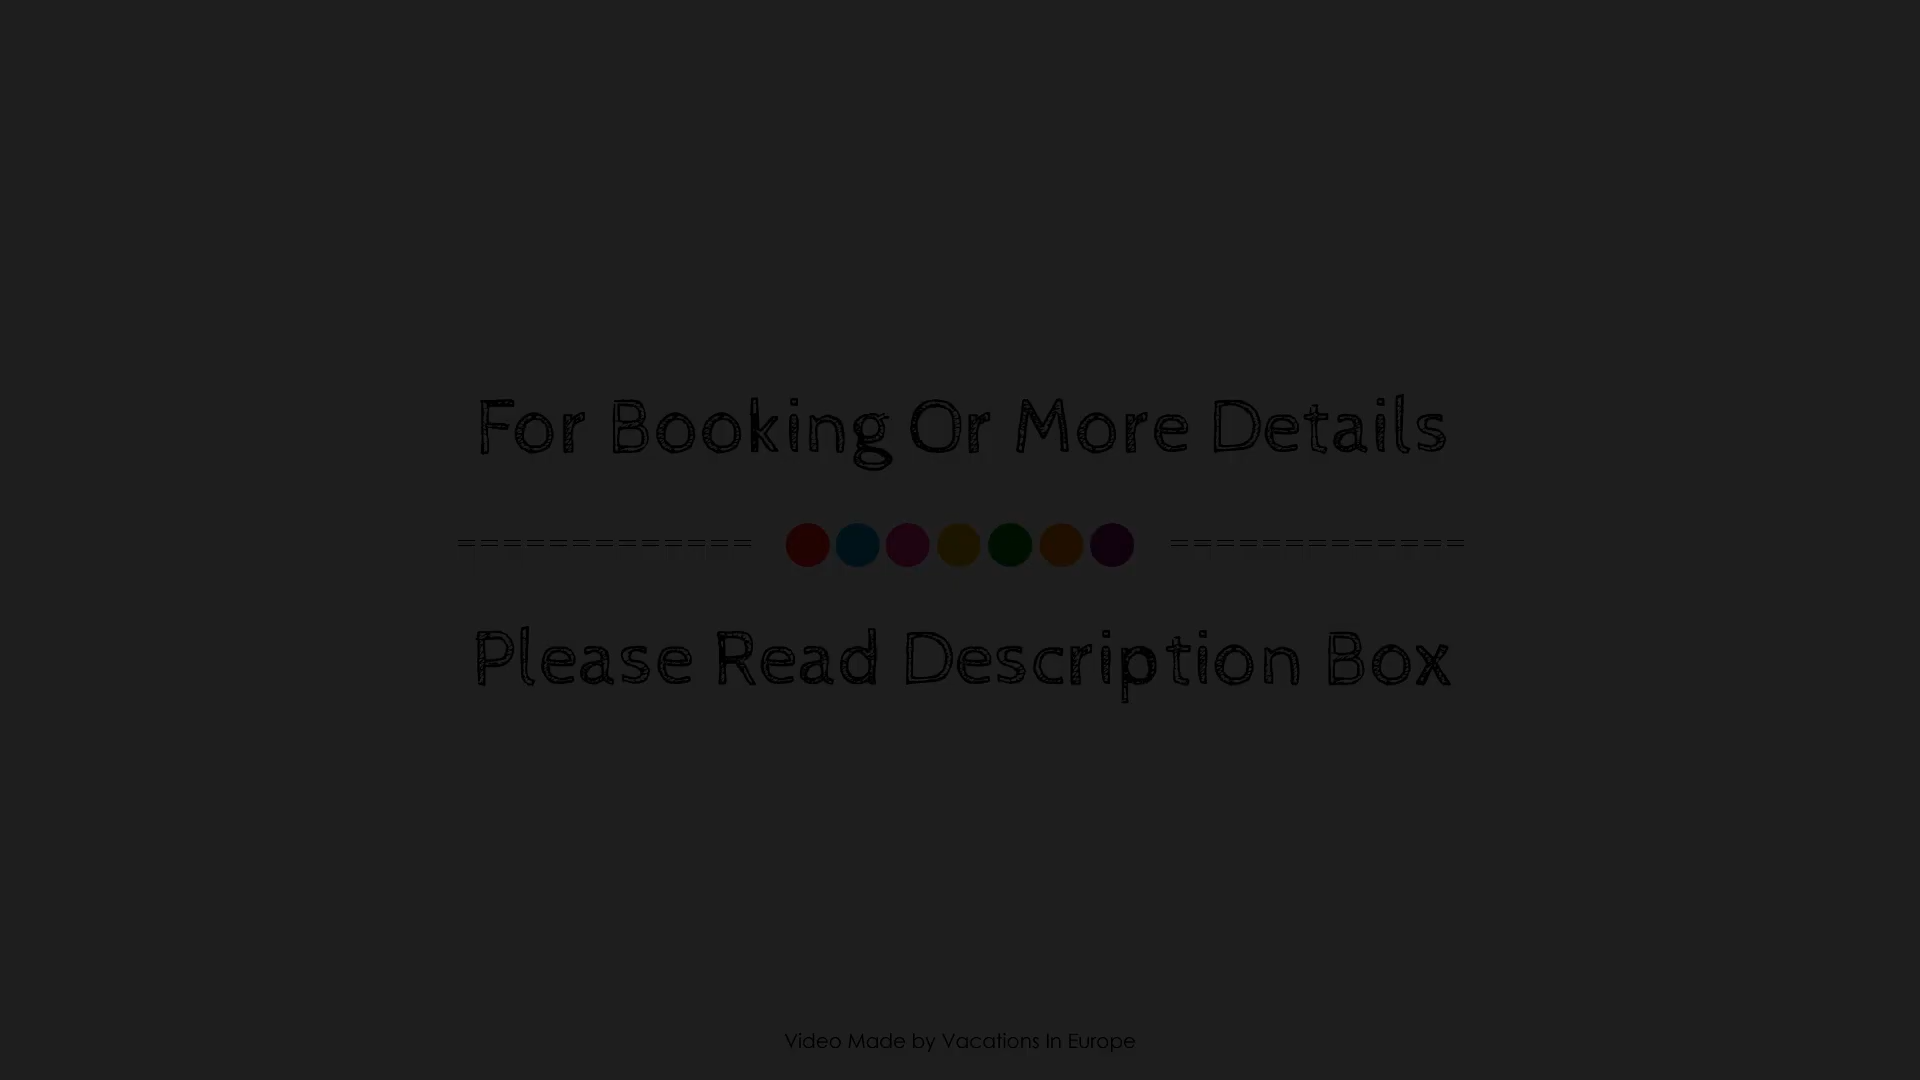 For Booking Or More Details
============= =============
Please Read Description Box
Video Made by Vacations In Europe